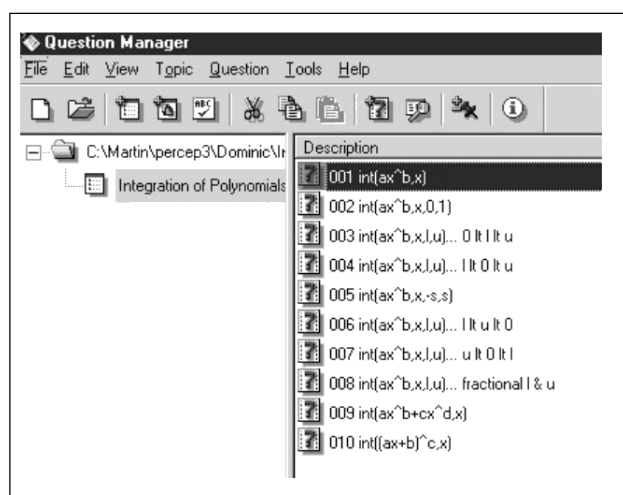 Question Manager
File Edit View Topic Question Tools Help
ABC
C:\Martin\percep3\Dominic\Ir
Integration of Polynomials
Description
001 int(ax^b,x)
002 int(ax^b,x,0,1)
003 int(ax^b,x,l,u)... 0 lt l lt u
004 int(ax^b,x,l,u)... l lt 0 lt u
005 int(ax^b,x,-s,s)
006 int(ax^b,x,l,u)... l lt u lt 0
007 int(ax^b,x,l,u)... u lt 0 lt l
008 int(ax^b,x,l,u)... fractional l & u
009 int(ax^b+cx^d,x)
010 int((ax+b)^c,x)